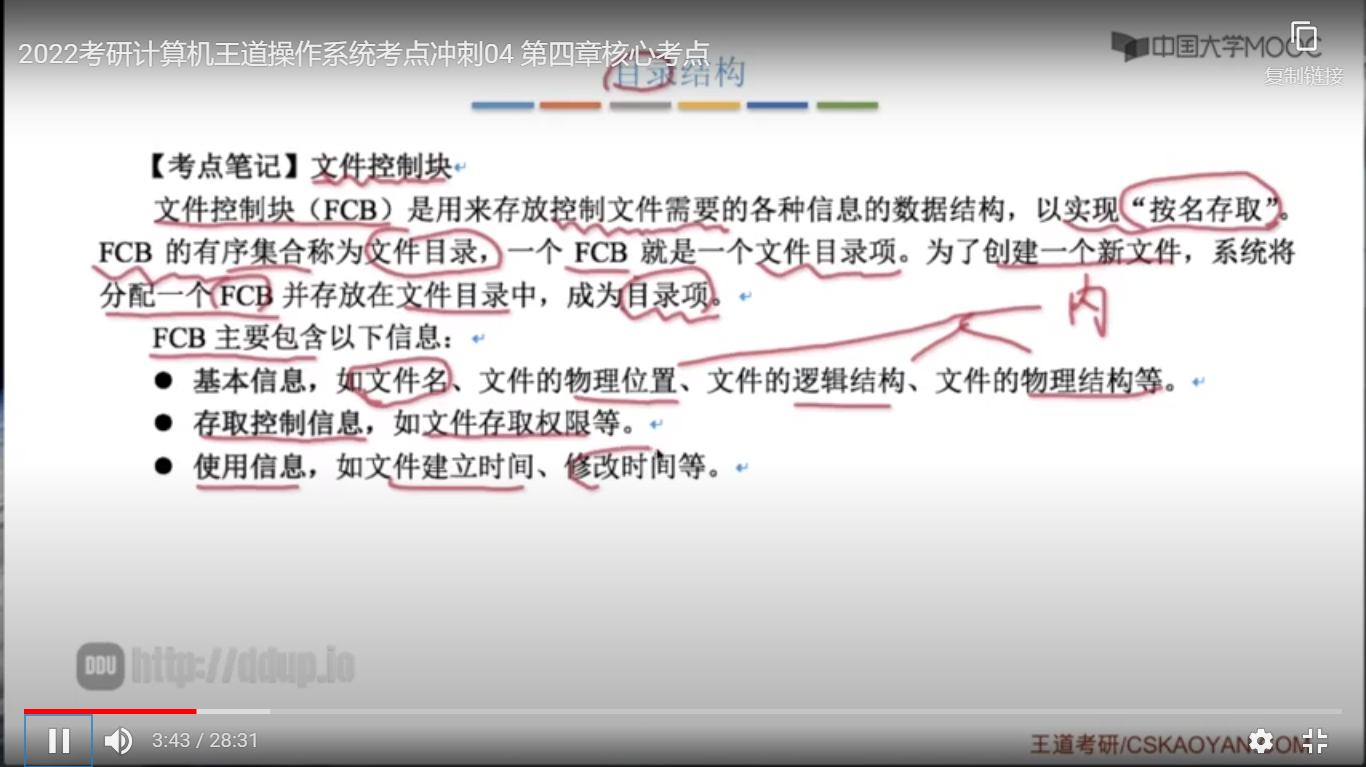 2022考研计算机王道操作系统考点冲刺04 第四章核心考点
中国大学MOOC
复制链接
目录结构
【考点笔记】文件控制块
文件控制块（FCB）是用来存放控制文件需要的各种信息的数据结构，以实现“按名存取”。
FCB 的有序集合称为文件目录，一个 FCB 就是一个文件目录项。为了创建一个新文件，系统将
分配一个 FCB 并存放在文件目录中，成为目录项。
内
FCB 主要包含以下信息：
● 基本信息，如文件名、文件的物理位置、文件的逻辑结构、文件的物理结构等。
● 存取控制信息，如文件存取权限等。
● 使用信息，如文件建立时间、修改时间等。
DDU http://ddup.io
3:43 / 28:31
王道考研/CSKAOYAN.COM